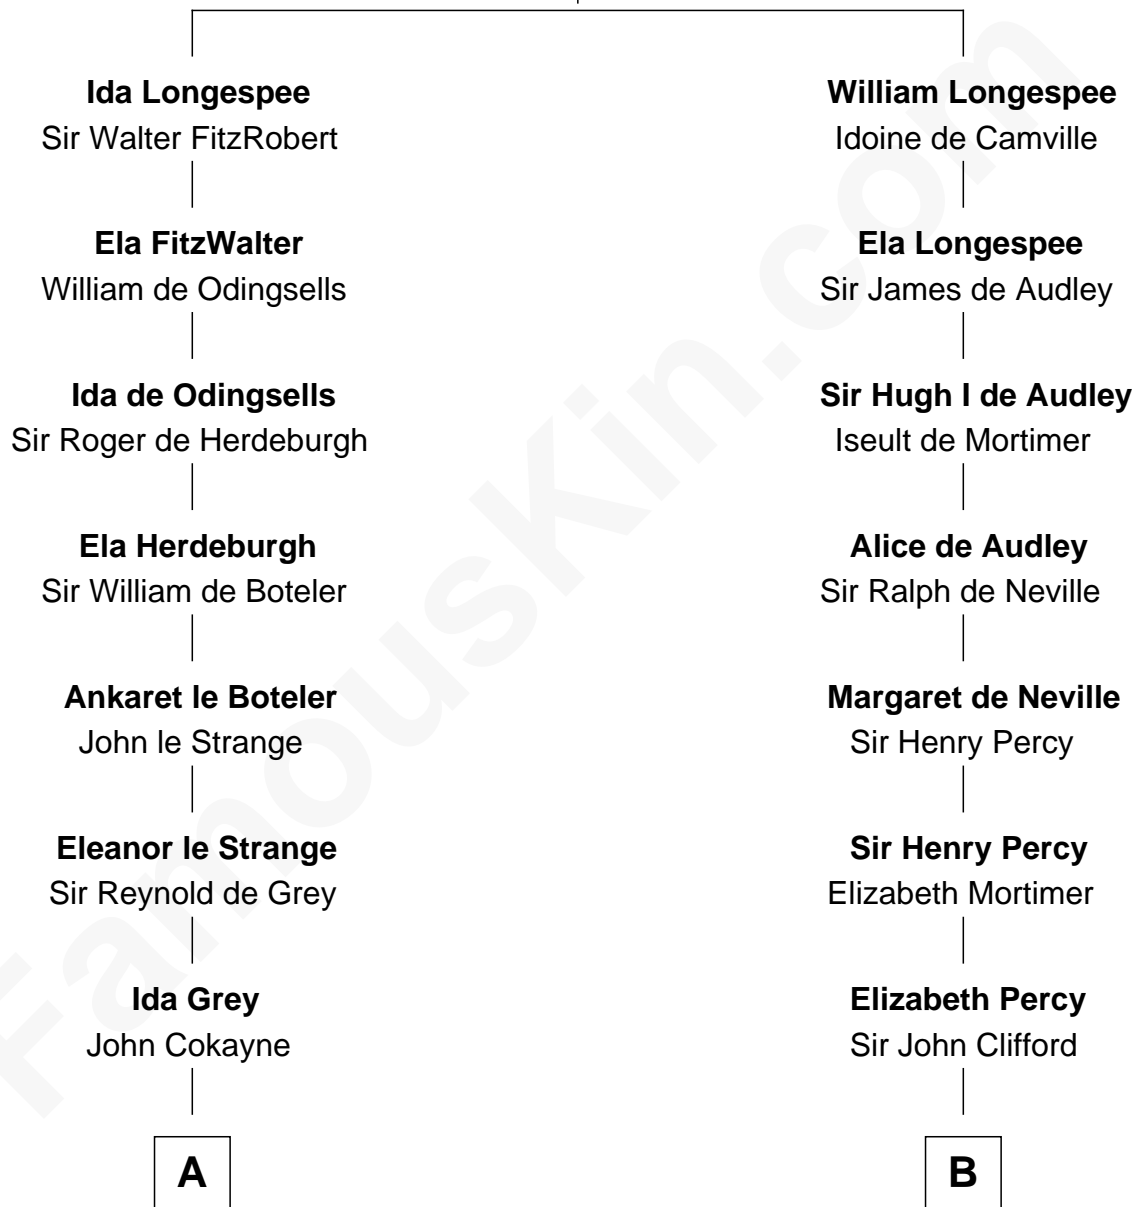 Ida Longespee
Sir Walter FitzRobert
Ela FitzWalter
William de Odingsells
Ida de Odingsells
Sir Roger de Herdeburgh
Ela Herdeburgh
Sir William de Boteler
Ankaret le Boteler
John le Strange
Eleanor le Strange
Sir Reynold de Grey
Ida Grey
John Cokayne
A
William Longespee
Idoine de Camville
Ela Longespee
Sir James de Audley
Sir Hugh I de Audley
Iseult de Mortimer
Alice de Audley
Sir Ralph de Neville
Margaret de Neville
Sir Henry Percy
Sir Henry Percy
Elizabeth Mortimer
Elizabeth Percy
Sir John Clifford
B
FamousKin.com